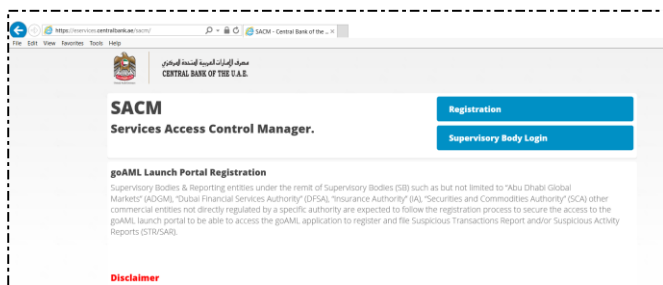 https://eservices.centralbank.ae/sacm/
SACM - Central Bank of the ...
File Edit View Favorites Tools Help
مصرف الإمارات العربية المتحدة المركزي
CENTRAL BANK OF THE U.A.E.
SACM
Services Access Control Manager.
Registration
Supervisory Body Login
goAML Launch Portal Registration
Supervisory Bodies & Reporting entities under the remit of Supervisory Bodies (SB) such as but not limited to "Abu Dhabi Global
Markets" (ADGM), "Dubai Financial Services Authority" (DFSA), "Insurance Authority" (IA), "Securities and Commodities Authority" (SCA) other
commercial entities not directly regulated by a specific authority are expected to follow the registration process to secure the access to the
goAML launch portal to be able to access the goAML application to register and file Suspicious Transactions Report and/or Suspicious Activity
Reports (STR/SAR).
Disclaimer